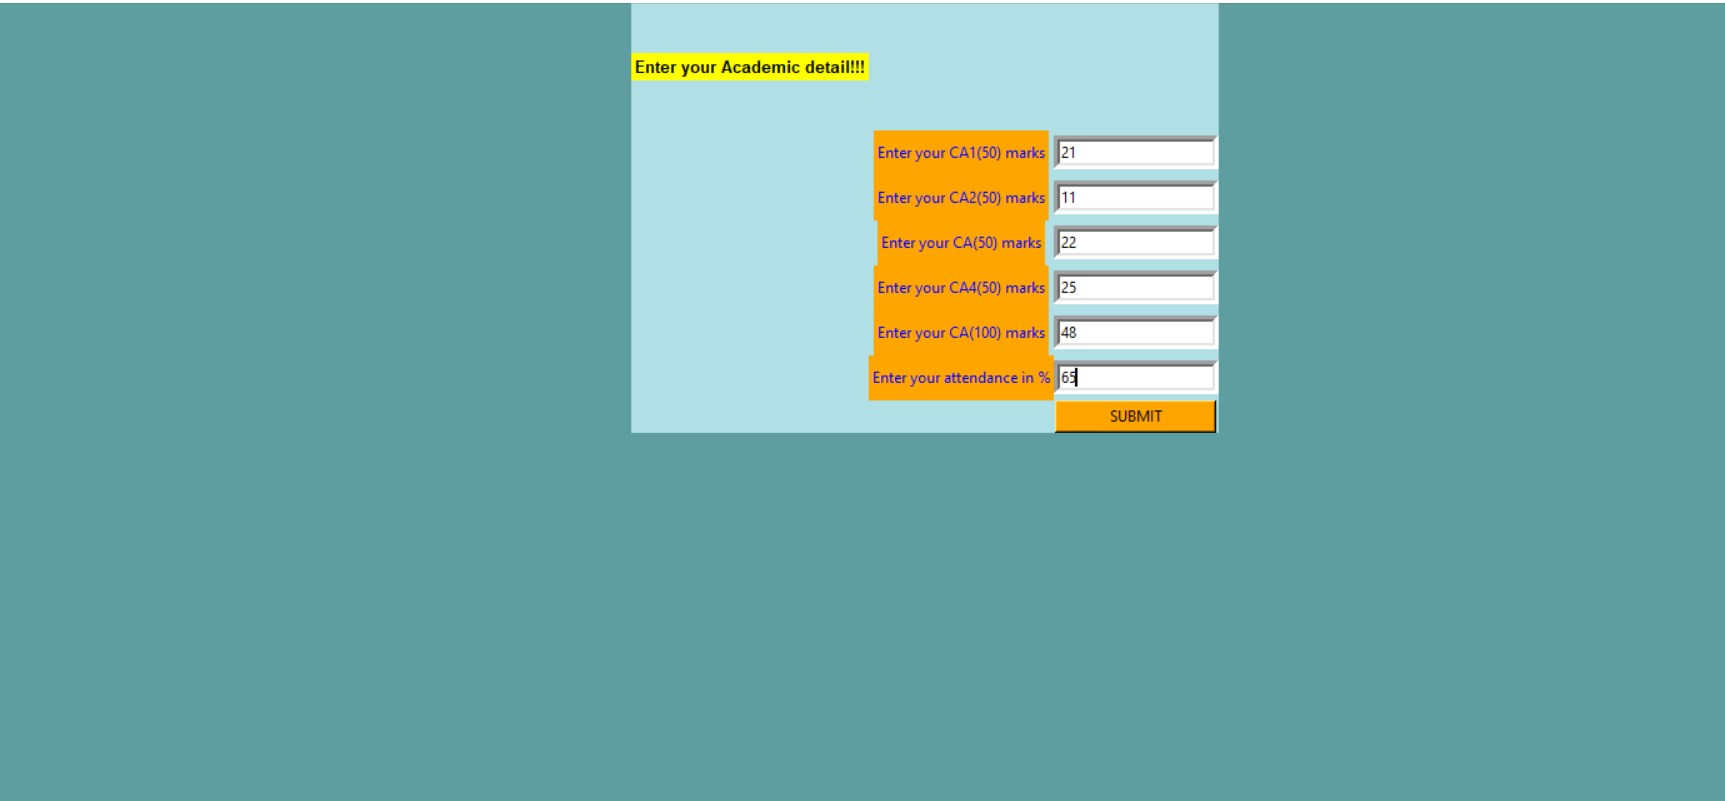 Enter your Academic detail!!!
Enter your CA1(50) marks 21
Enter your CA2(50) marks 11
Enter your CA(50) marks 22
Enter your CA4(50) marks 25
Enter your CA(100) marks 48
Enter your attendance in % 65
SUBMIT